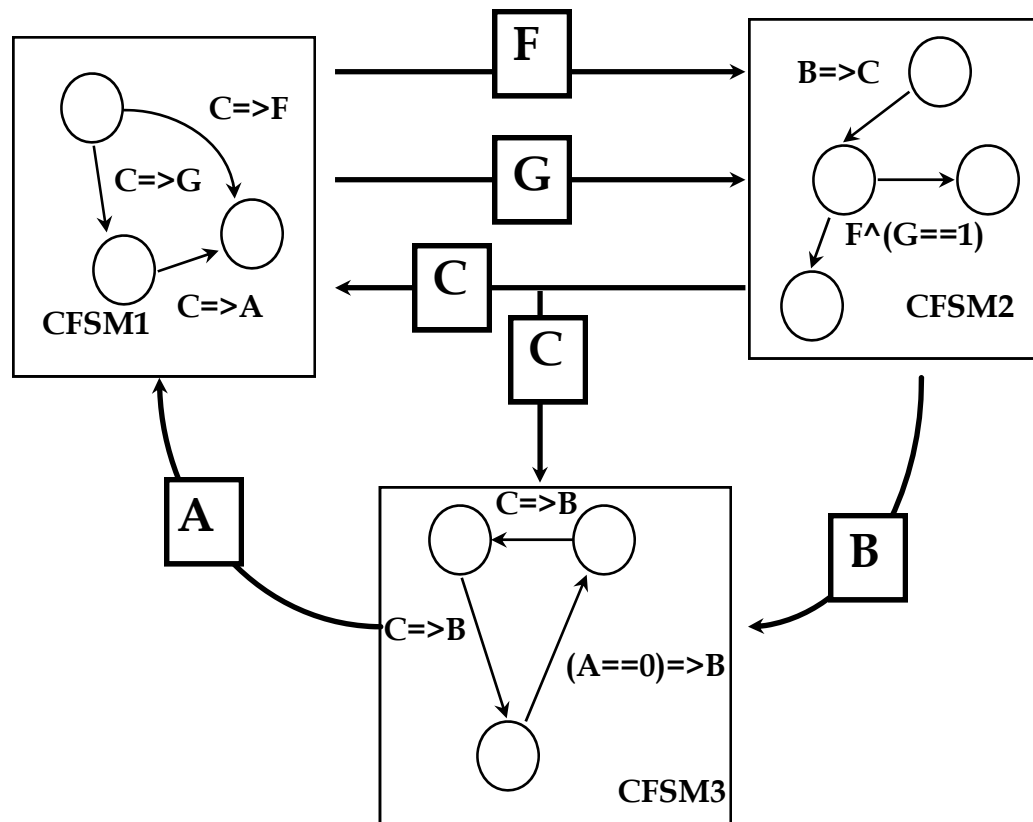 F
B=>C
C=>F
C=>G
G
F^(G==1)
C
C=>A
CFSM1
CFSM2
C
C=>B
A
B
C=>B
(A==0)=>B
CFSM3